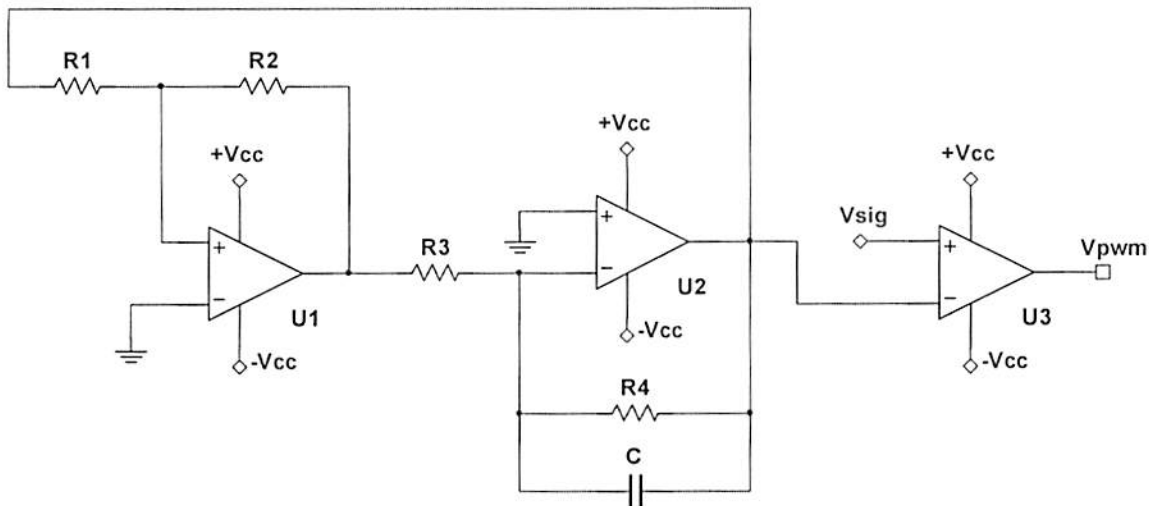 R1
R2
+Vcc
+
−
U1
-Vcc
R3
+Vcc
+
−
U2
-Vcc
R4
C
Vsig
+Vcc
+
−
U3
-Vcc
Vpwm